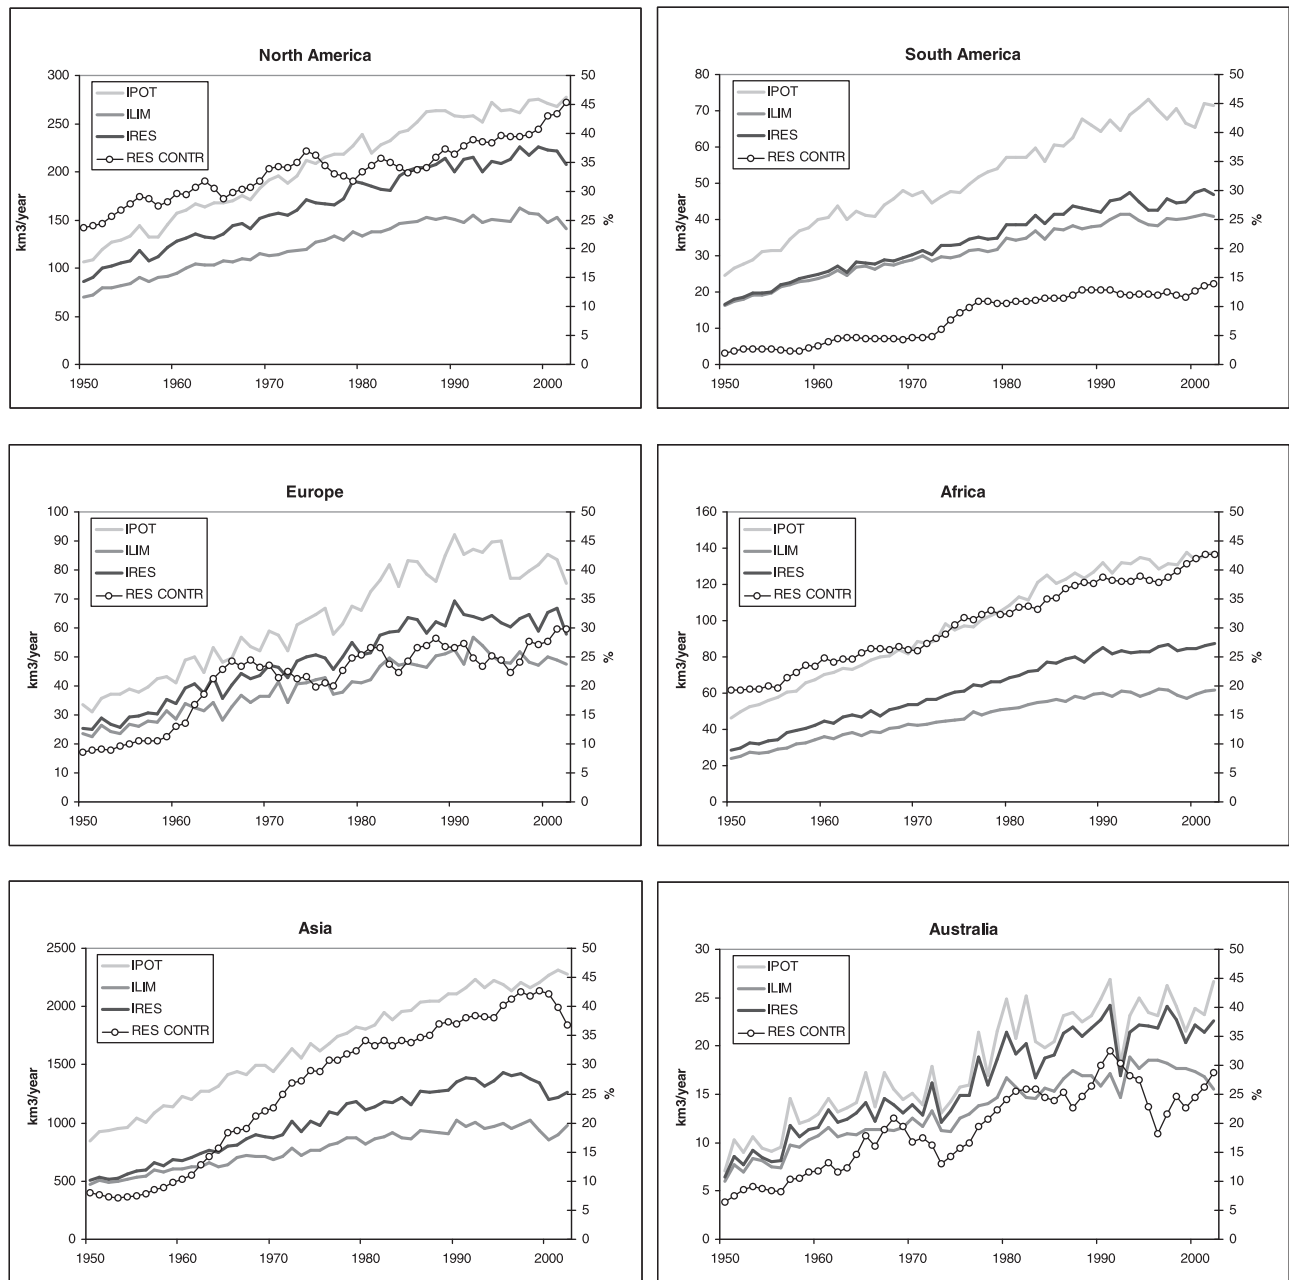 North America
300 50
250 45
200 40
150 35
100 30
50 25
0 20
15
10
5
0
km3/year
%
IPOT
ILIM
IRES
RES CONTR
1950 1960 1970 1980 1990 2000
South America
80 50
70 45
60 40
50 35
40 30
30 25
20 20
10 15
0 10
5
0
km3/year
%
IPOT
ILIM
IRES
RES CONTR
1950 1960 1970 1980 1990 2000
Europe
100 50
90 45
80 40
70 35
60 30
50 25
40 20
30 15
20 10
10 5
0 0
km3/year
%
IPOT
ILIM
IRES
RES CONTR
1950 1960 1970 1980 1990 2000
Africa
160 50
140 45
120 40
100 35
80 30
60 25
40 20
20 15
0 10
5
0
km3/year
%
IPOT
ILIM
IRES
RES CONTR
1950 1960 1970 1980 1990 2000
Asia
2500 50
2000 45
1500 40
1000 35
500 30
0 25
20
15
10
5
0
km3/year
%
IPOT
ILIM
IRES
RES CONTR
1950 1960 1970 1980 1990 2000
Australia
30 50
25 45
20 40
15 35
10 30
5 25
0 20
15
10
5
0
km3/year
%
IPOT
ILIM
IRES
RES CONTR
1950 1960 1970 1980 1990 2000